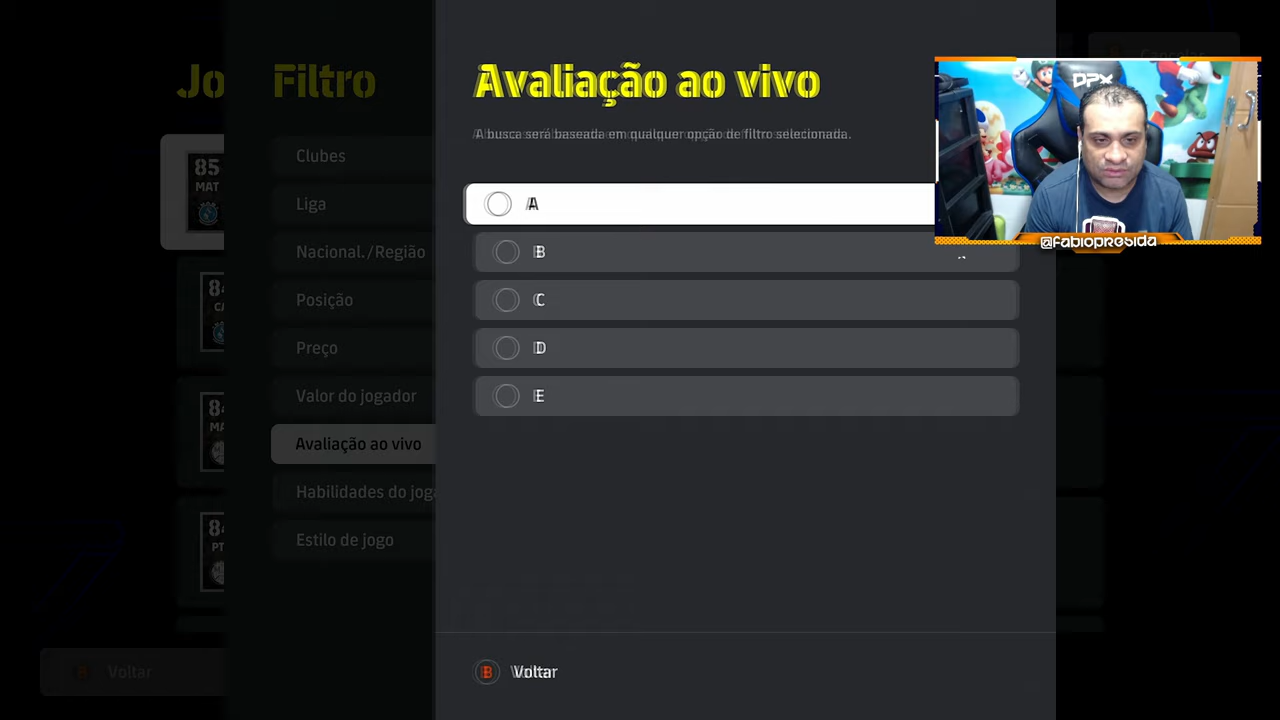 Jo
Filtro
Avaliação ao vivo
Cancelar
A busca será baseada em qualquer opção de filtro selecionada.
85
MAT
Clubes
Liga
Nacional./Região
Posição
Preço
Valor do jogador
Avaliação ao vivo
Habilidades do jog
Estilo de jogo
A
B
C
D
E
DPX
@fabiopresida
B Voltar
B Voltar